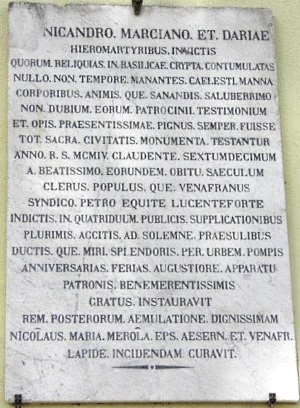 NICANDRO. MARCIANO. ET. DARIAE
HIEROMARTYRIBUS. INVICTIS
QUORUM. RELIQUIAS. IN. BASILICAE. CRYPTA. CONTUMULATAS
NULLO. NON. TEMPORE. MANANTES. CAELESTI. MANNA
CORPORIBUS. ANIMIS. QUE. SANANDIS. SALUBERRIMO
NON. DUBIUM. EORUM. PATROCINII. TESTIMONIUM
ET. OPIS. PRAESENTISSIMAE. PIGNUS. SEMPER. FUISSE
TOT. SACRA. CIVITATIS. MONUMENTA. TESTANTUR
ANNO. R. S. MCMIV. CLAUDENTE. SEXTUMDECIMUM
A. BEATISSIMO. EORUNDEM. OBITU. SAECULUM
CLERUS. POPULUS. QUE. VENAFRANUS
SYNDICO. PETRO EQUITE LUCENTEFORTE
INDICTIS. IN. QUATRIDUUM. PUBLICIS. SUPPLICATIONIBUS
PLURIMIS. ACCITIS. AD. SOLEMNE. PRAESULIBUS
DUCTIS. QUE. MIRI. SPLENDORIS. PER. URBEM. POMPIS
ANNIVERSARIAS. FERIAS. AUGUSTIORE. APPARATU
PATRONIS. BENEMERENTISSIMIS
GRATUS. INSTAURAVIT
REM. POSTERORUM. AEMULATIONE. DIGNISSIMAM
NICOLAUS. MARIA. MEROLA. EPS. AESERN. ET. VENAFR.
LAPIDE. INCIDENDAM. CURAVIT.